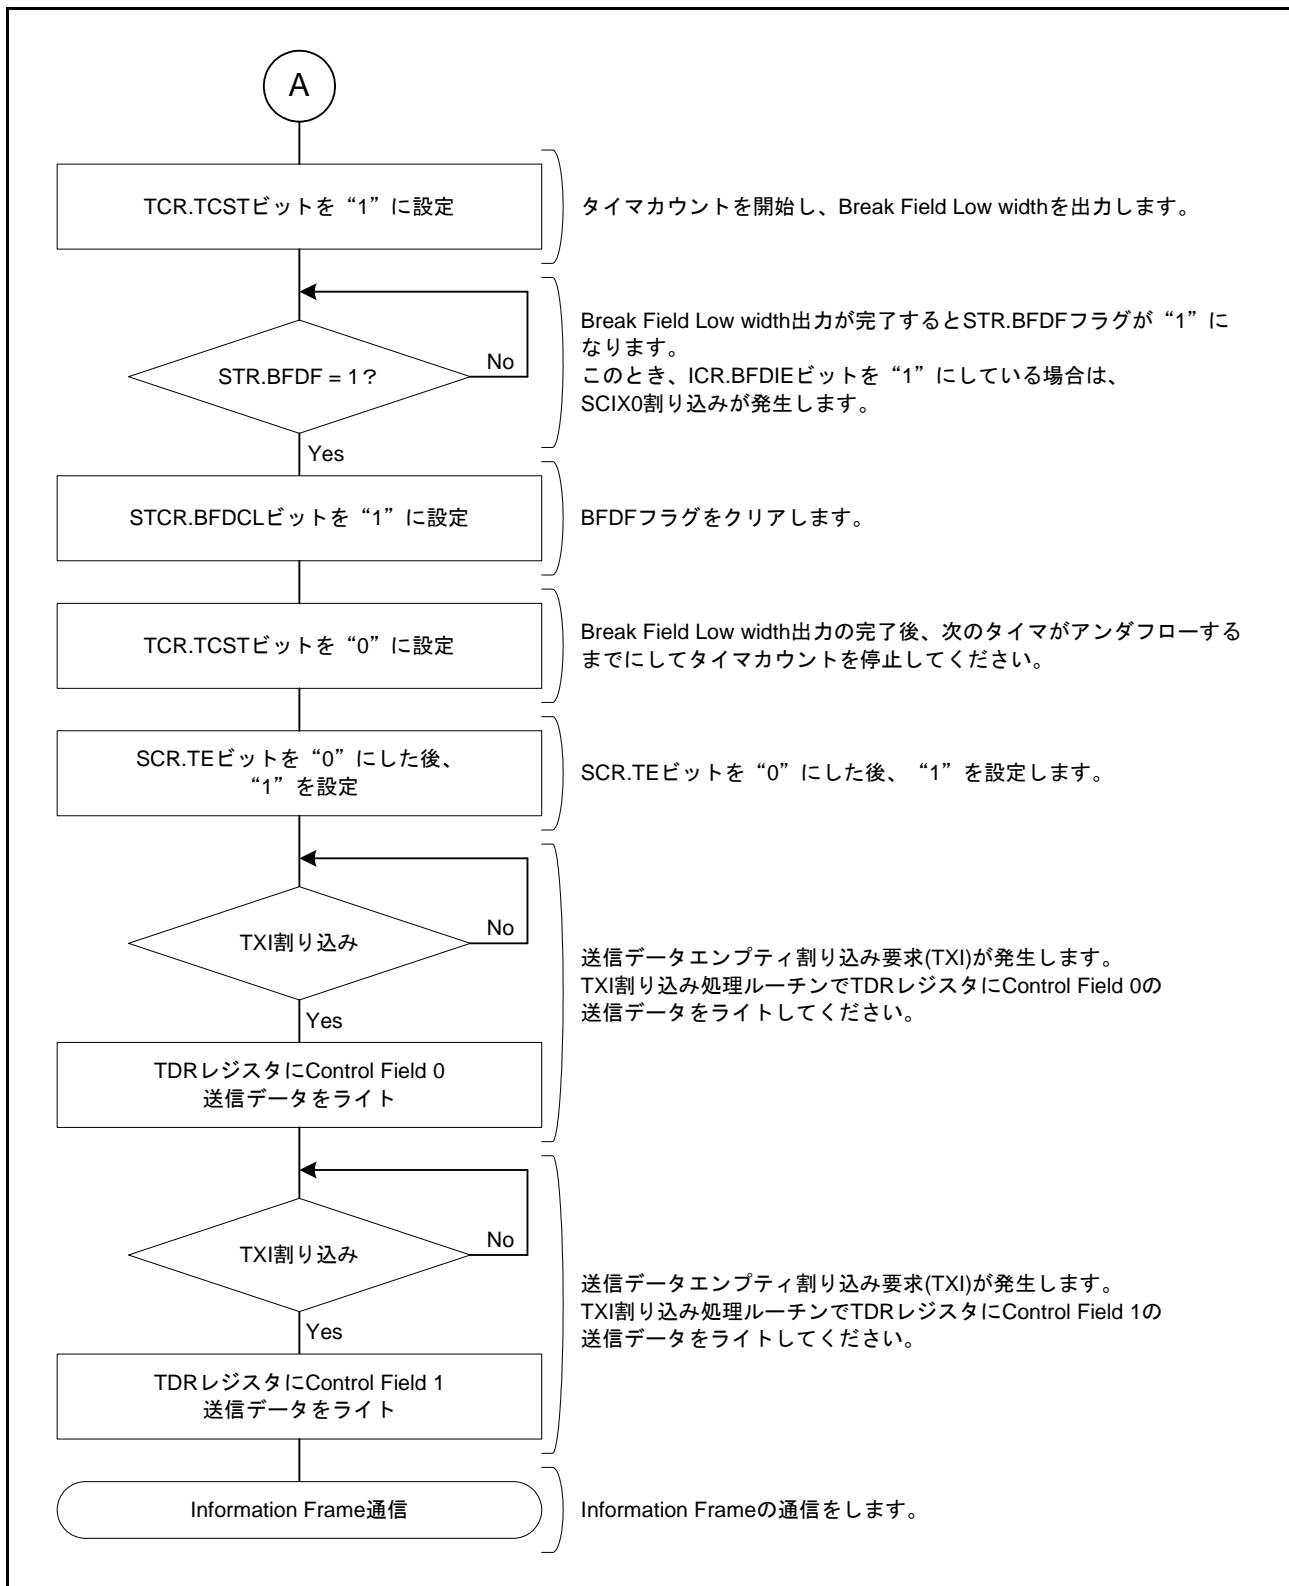 A
TCR.TCSTビットを“1”に設定
タイマカウントを開始し、Break Field Low widthを出力します。
STR.BFDF = 1？
No
Yes
Break Field Low width出力が完了するとSTR.BFDFフラグが“1”に
なります。
このとき、ICR.BFDIEビットを“1”にしている場合は、
SCIX0割り込みが発生します。
STCR.BFDCLビットを“1”に設定
BFDFフラグをクリアします。
TCR.TCSTビットを“0”に設定
Break Field Low width出力の完了後、次のタイマがアンダフローする
までにしてタイマカウントを停止してください。
SCR.TEビットを“0”にした後、
“1”を設定
SCR.TEビットを“0”にした後、“1”を設定します。
TXI割り込み
No
Yes
TDRレジスタにControl Field 0
送信データをライト
送信データエンプティ割り込み要求(TXI)が発生します。
TXI割り込み処理ルーチンでTDRレジスタにControl Field 0の
送信データをライトしてください。
TXI割り込み
No
Yes
TDRレジスタにControl Field 1
送信データをライト
送信データエンプティ割り込み要求(TXI)が発生します。
TXI割り込み処理ルーチンでTDRレジスタにControl Field 1の
送信データをライトしてください。
Information Frame通信
Information Frameの通信をします。